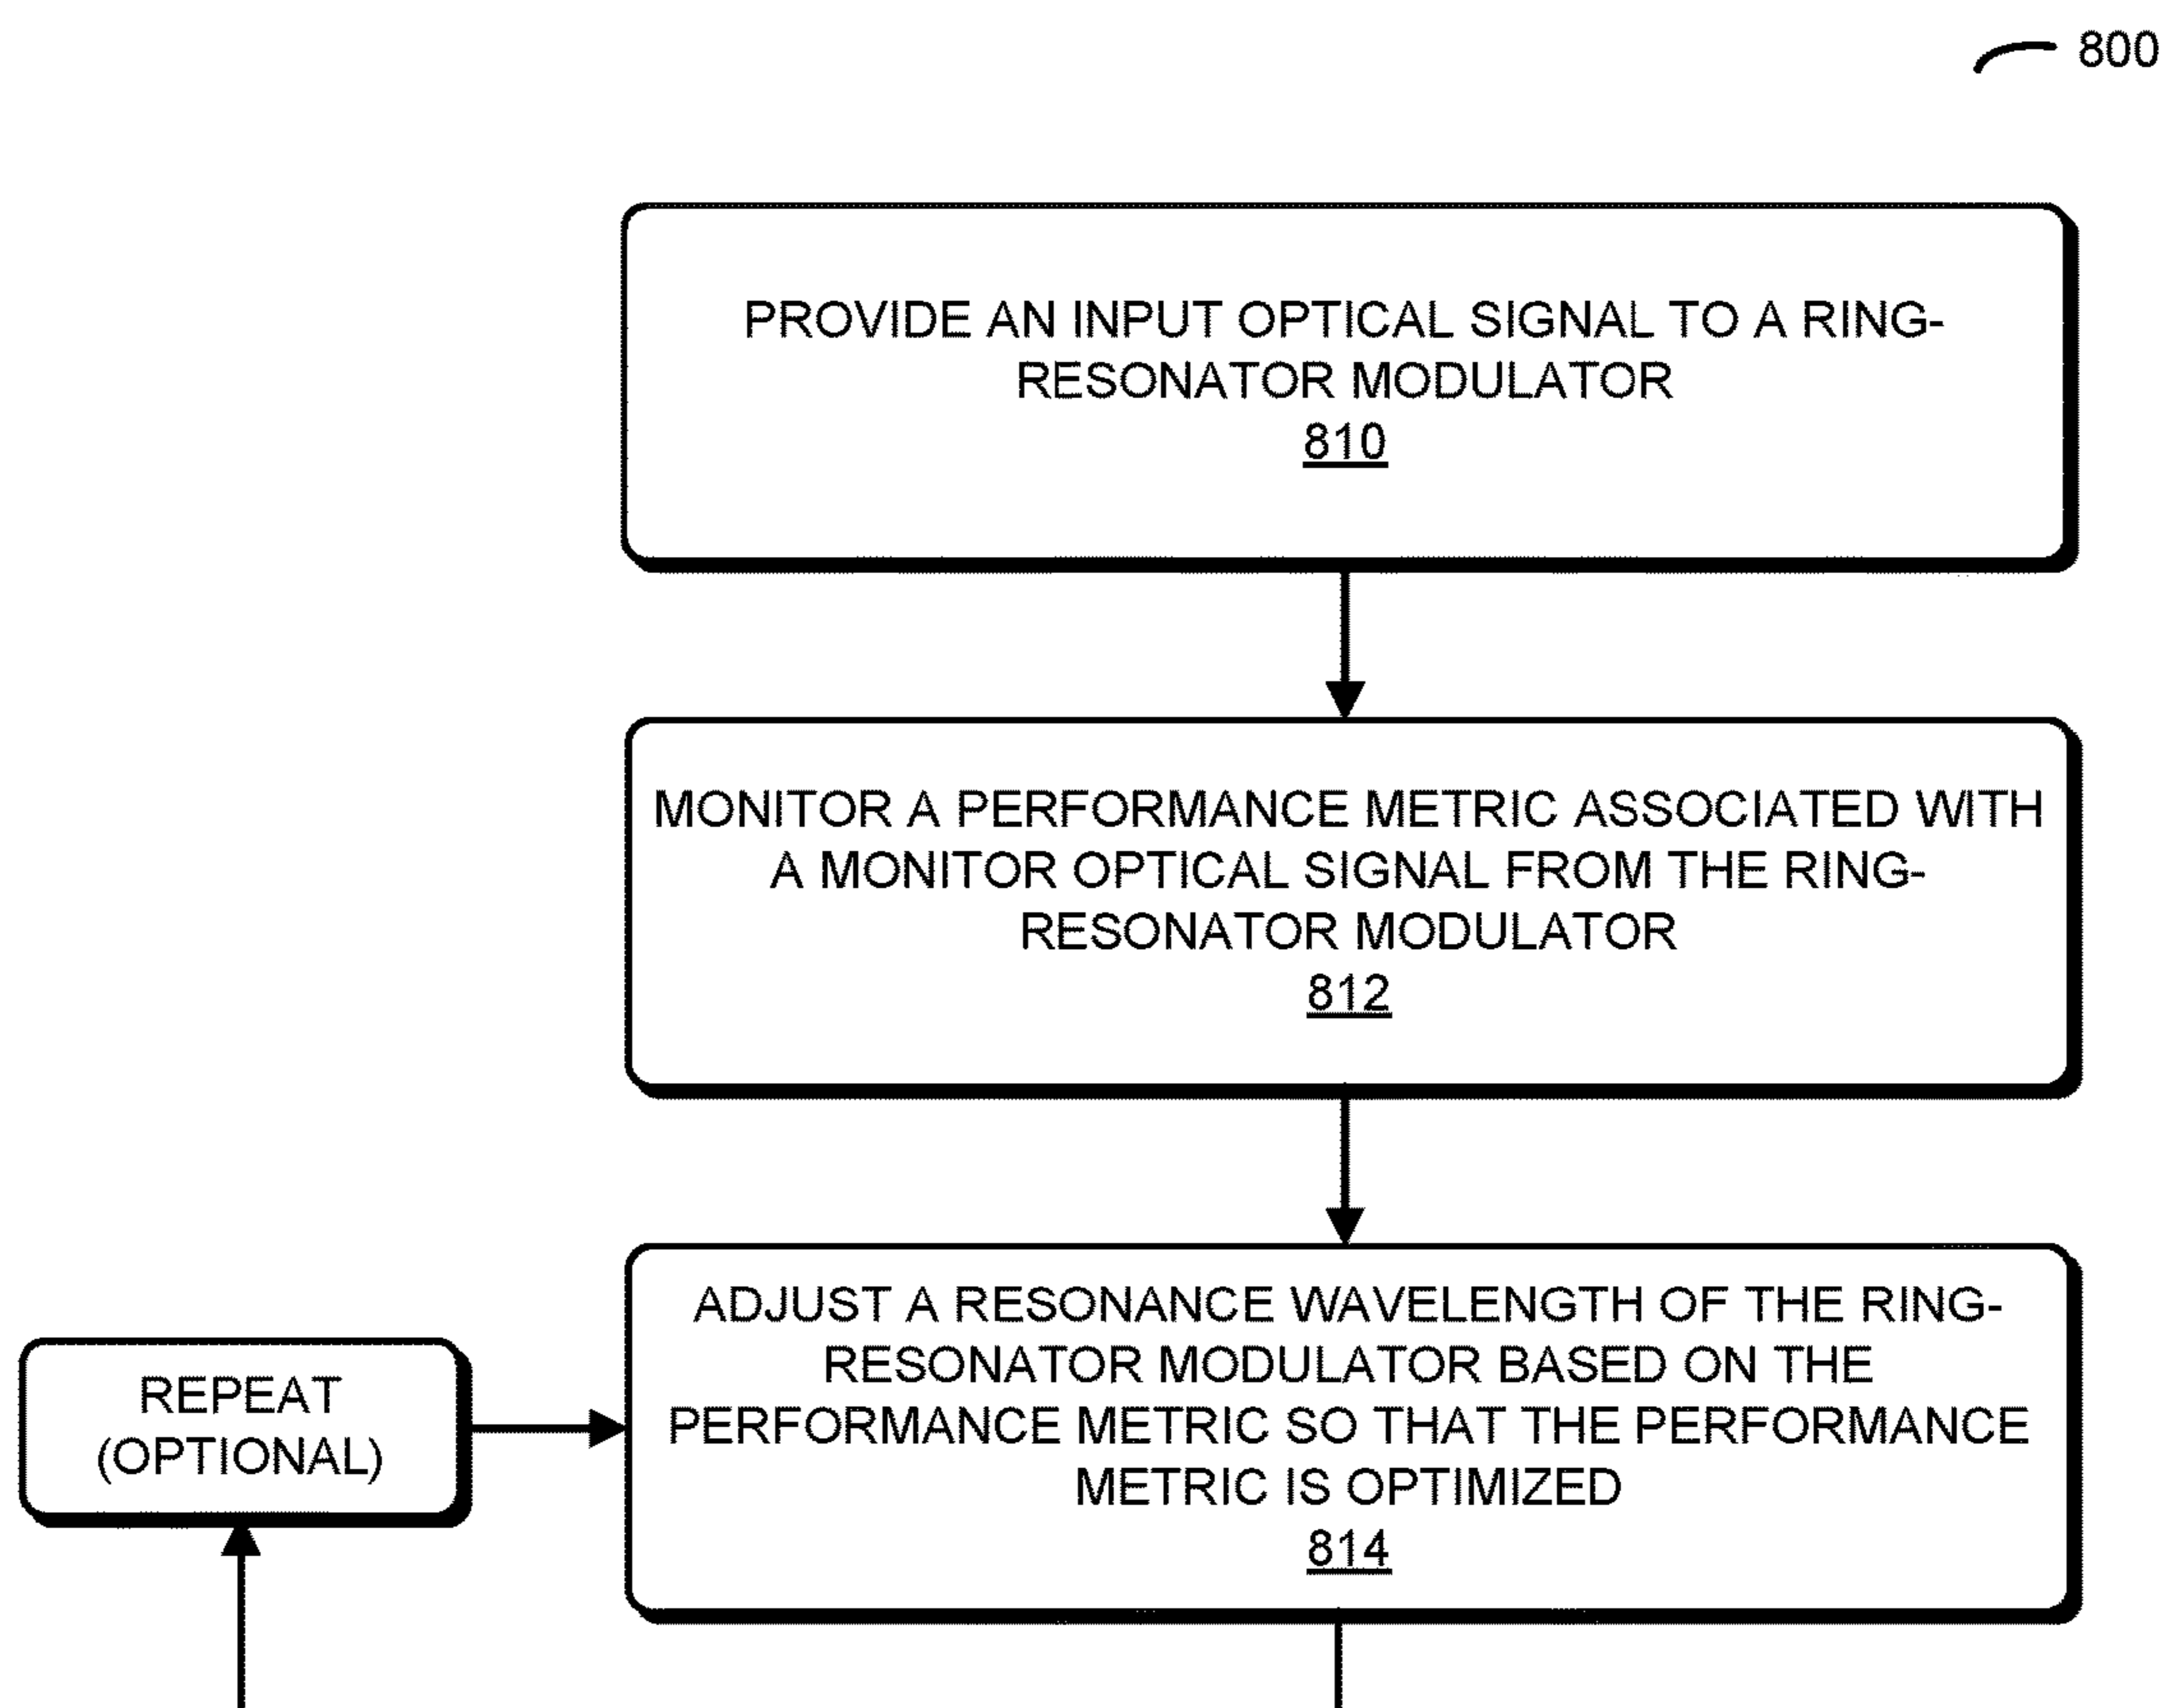 800
PROVIDE AN INPUT OPTICAL SIGNAL TO A RING-
RESONATOR MODULATOR
810
MONITOR A PERFORMANCE METRIC ASSOCIATED WITH
A MONITOR OPTICAL SIGNAL FROM THE RING-
RESONATOR MODULATOR
812
ADJUST A RESONANCE WAVELENGTH OF THE RING-
RESONATOR MODULATOR BASED ON THE
PERFORMANCE METRIC SO THAT THE PERFORMANCE
METRIC IS OPTIMIZED
814
REPEAT
(OPTIONAL)